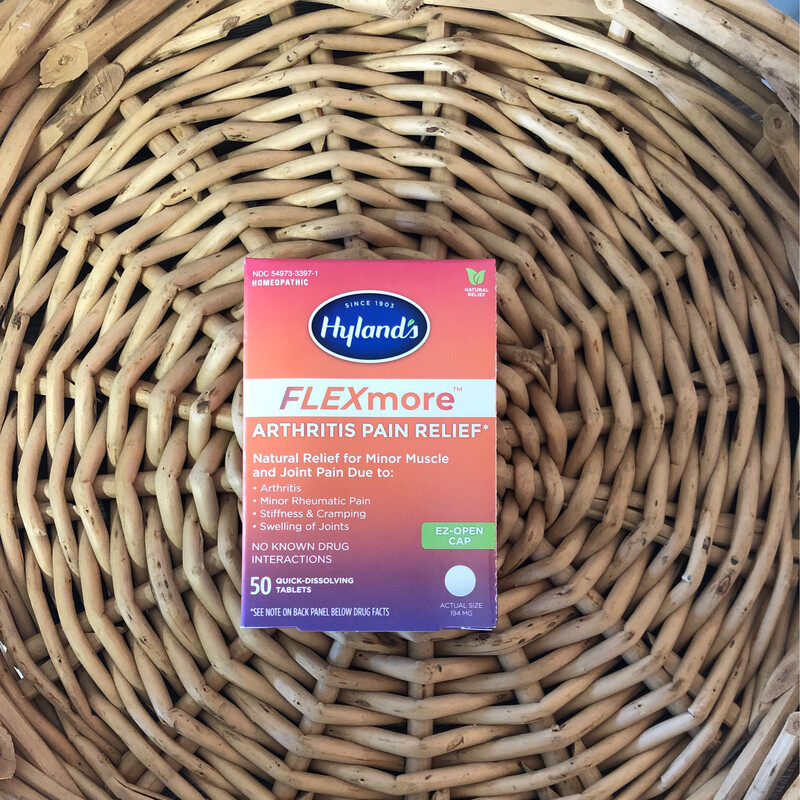 NDC 54973-3397-1
HOMEOPATHIC
NATURAL
RELIEF
SINCE 1903
Hyland's
FLEXmore™
ARTHRITIS PAIN RELIEF*
Natural Relief for Minor Muscle
and Joint Pain Due to:
• Arthritis
• Minor Rheumatic Pain
• Stiffness & Cramping
• Swelling of Joints
EZ-OPEN
CAP
NO KNOWN DRUG
INTERACTIONS
50 QUICK-DISSOLVING
TABLETS
ACTUAL SIZE
194 MG
*SEE NOTE ON BACK PANEL BELOW DRUG FACTS